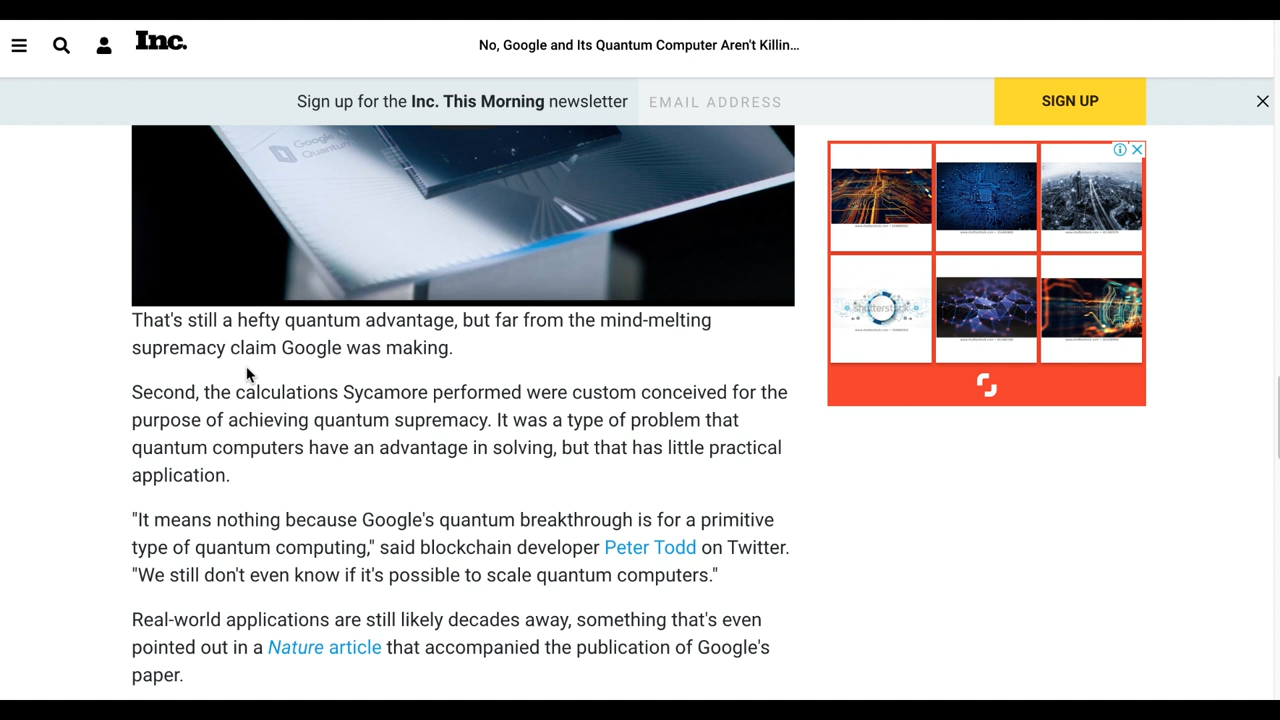 Inc.
No, Google and Its Quantum Computer Aren't Killin...
Sign up for the Inc. This Morning newsletter
EMAIL ADDRESS
SIGN UP
Google
Quantum
That's still a hefty quantum advantage, but far from the mind-melting
supremacy claim Google was making.
Second, the calculations Sycamore performed were custom conceived for the
purpose of achieving quantum supremacy. It was a type of problem that
quantum computers have an advantage in solving, but that has little practical
application.
"It means nothing because Google's quantum breakthrough is for a primitive
type of quantum computing," said blockchain developer Peter Todd on Twitter.
"We still don't even know if it's possible to scale quantum computers."
Real-world applications are still likely decades away, something that's even
pointed out in a Nature article that accompanied the publication of Google's
paper.